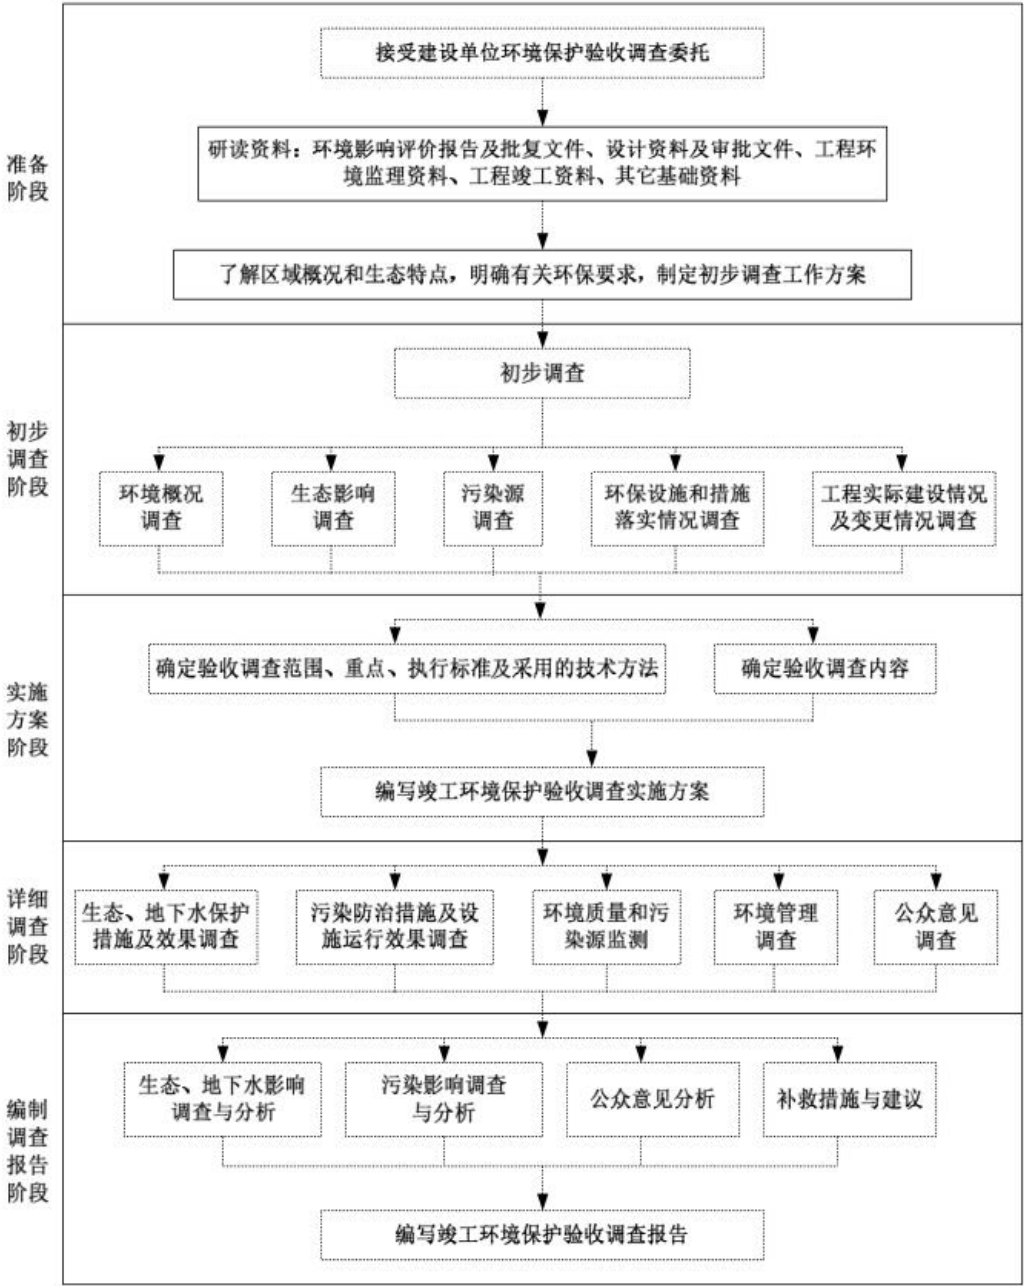 接受建设单位环境保护验收调查委托
准备
阶段
研读资料：环境影响评价报告及批复文件、设计资料及审批文件、工程环
境监理资料、工程竣工资料、其它基础资料
了解区域概况和生态特点，明确有关环保要求，制定初步调查工作方案
初步
调查
阶段
初步调查
环境概况
调查
生态影响
调查
污染源
调查
环保设施和措施
落实情况调查
工程实际建设情况
及变更情况调查
实施
方案
阶段
确定验收调查范围、重点、执行标准及采用的技术方法
确定验收调查内容
编写竣工环境保护验收调查实施方案
详细
调查
阶段
生态、地下水保护
措施及效果调查
污染防治措施及设
施运行效果调查
环境质量和污
染源监测
环境管理
调查
公众意见
调查
编制
调查
报告
阶段
生态、地下水影响
调查与分析
污染影响调查
与分析
公众意见分析
补救措施与建议
编写竣工环境保护验收调查报告